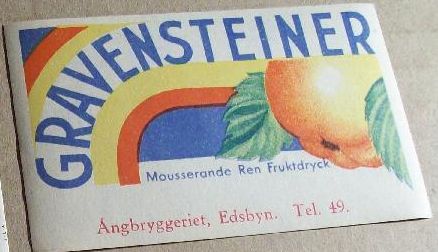 GRAVENSTEINER
Mousserande Ren Fruktdryck
Ångbryggeriet, Edsbyn. Tel. 49.